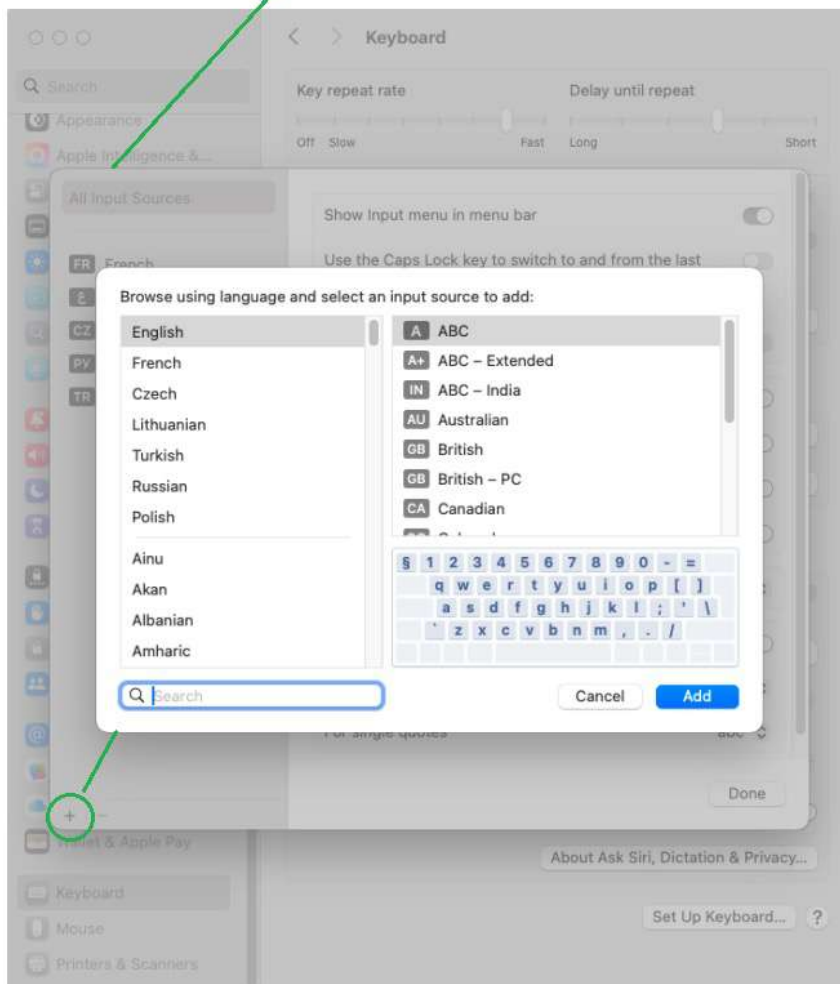 Keyboard
Search
Key repeat rate
Delay until repeat
Appearance
Off Slow Fast Long Short
Apple Intelligence &...
All Input Sources
Show Input menu in menu bar
FR French
Use the Caps Lock key to switch to and from the last
Browse using language and select an input source to add:
ع
CZ
РУ
TR
English
French
Czech
Lithuanian
Turkish
Russian
Polish
Ainu
Akan
Albanian
Amharic
A ABC
A+ ABC – Extended
IN ABC – India
AU Australian
GB British
GB British – PC
CA Canadian
§ 1 2 3 4 5 6 7 8 9 0 - =
q w e r t y u i o p [ ]
a s d f g h j k l ; ' \
` z x c v b n m , . /
Search
Cancel
Add
For single quotes
abc
Done
+ -
Wallet & Apple Pay
About Ask Siri, Dictation & Privacy...
Keyboard
Set Up Keyboard... ?
Mouse
Printers & Scanners